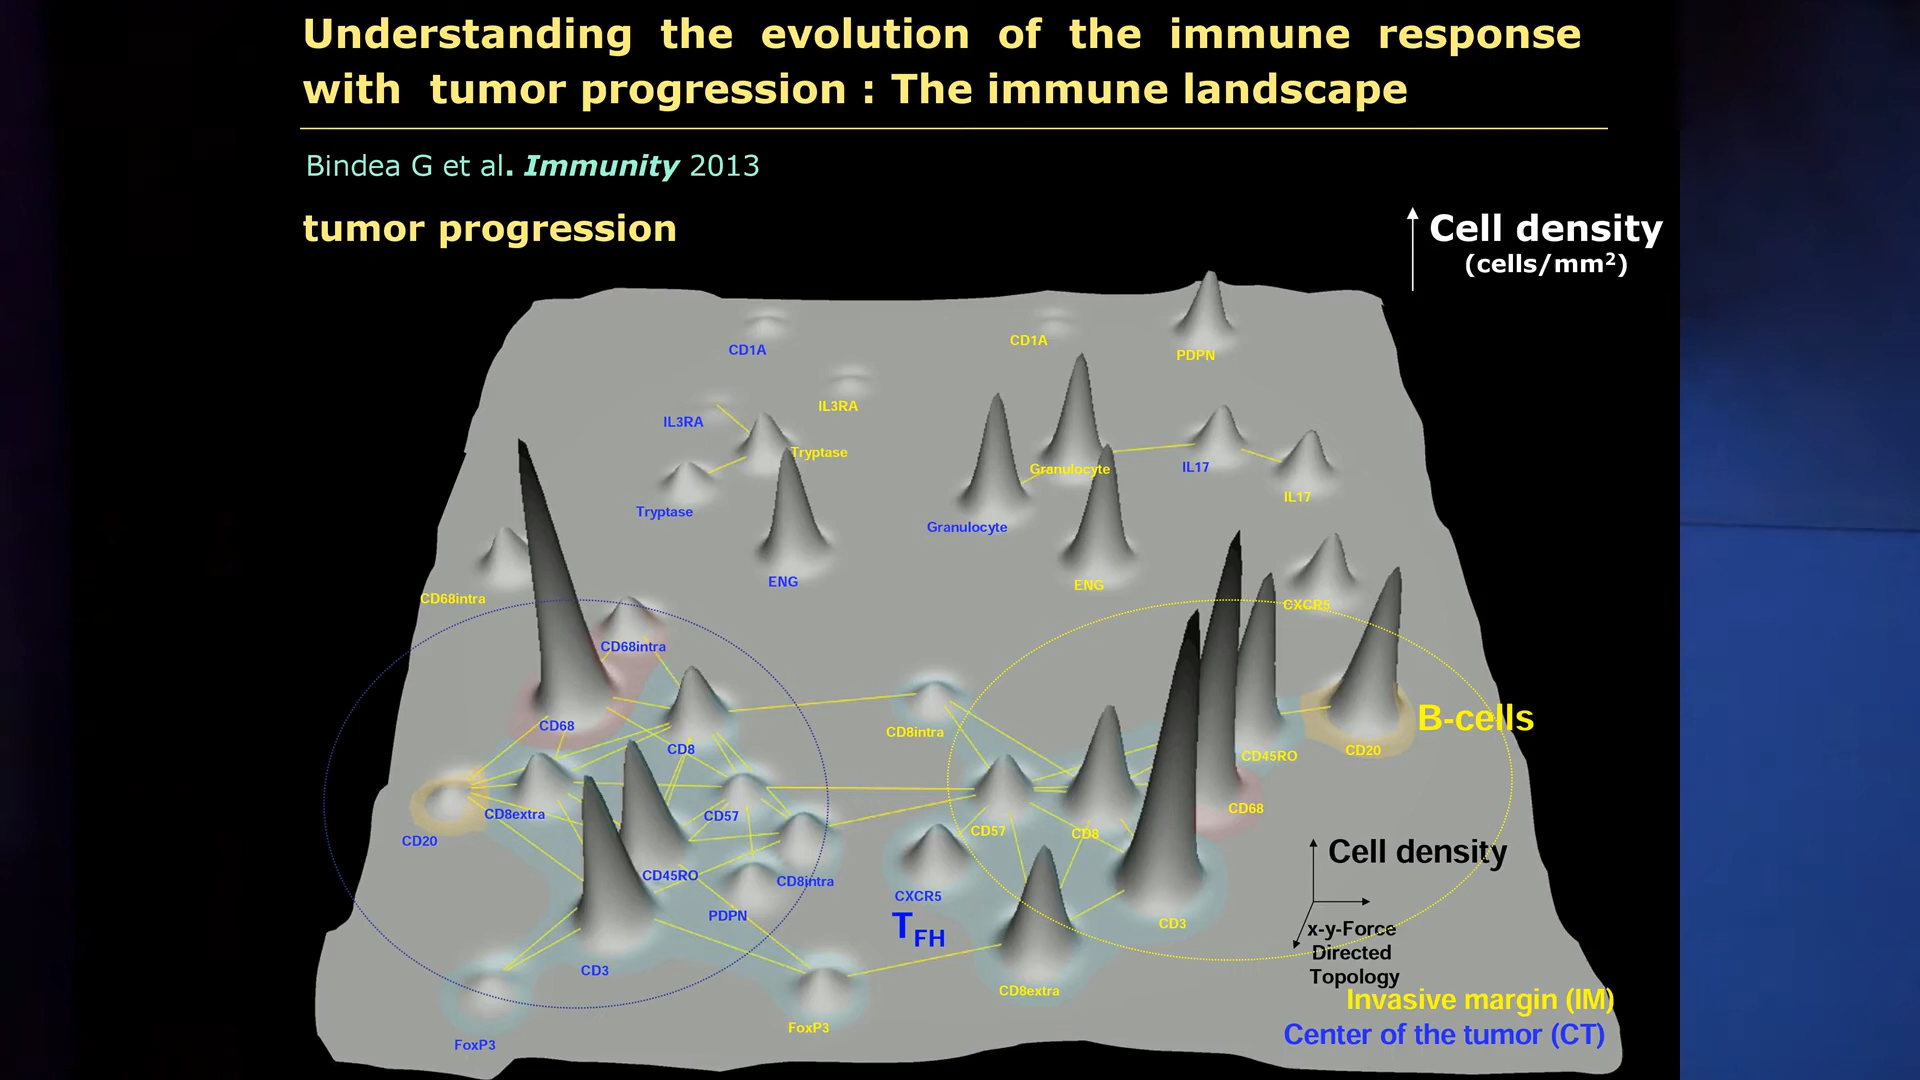 Understanding the evolution of the immune response
with tumor progression : The immune landscape
Bindea G et al. Immunity 2013
tumor progression
Cell density
(cells/mm²)
CD1A
CD1A
PDPN
IL3RA
IL3RA
Tryptase
Granulocyte
IL17
IL17
Tryptase
Granulocyte
ENG
ENG
CD68intra
CXCR5
CD68intra
CD68
CD8
CD8intra
B-cells
CD20
CD45RO
CD8extra
CD57
CD68
CD20
CD57
CD8
Cell density
CD45RO
CD8intra
CXCR5
PDPN
TFH
CD3
x-y-Force
Directed
Topology
CD3
CD8extra
Invasive margin (IM)
FoxP3
Center of the tumor (CT)
FoxP3